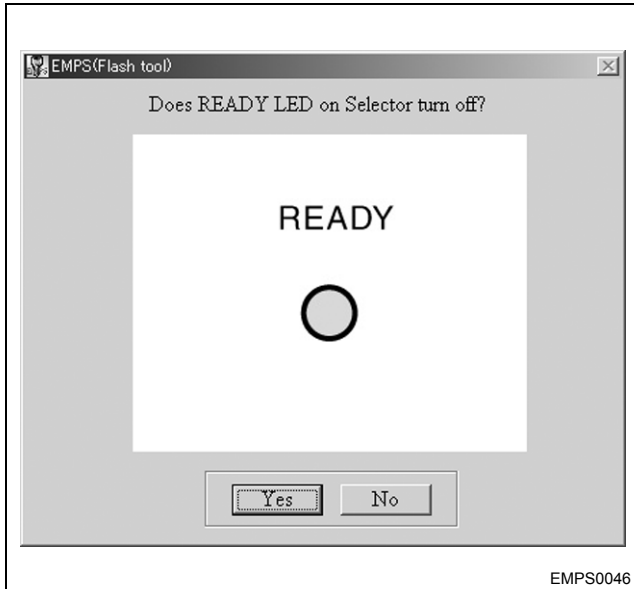 EMPS(Flash tool)
Does READY LED on Selector turn off?
READY
Yes
No
EMPS0046